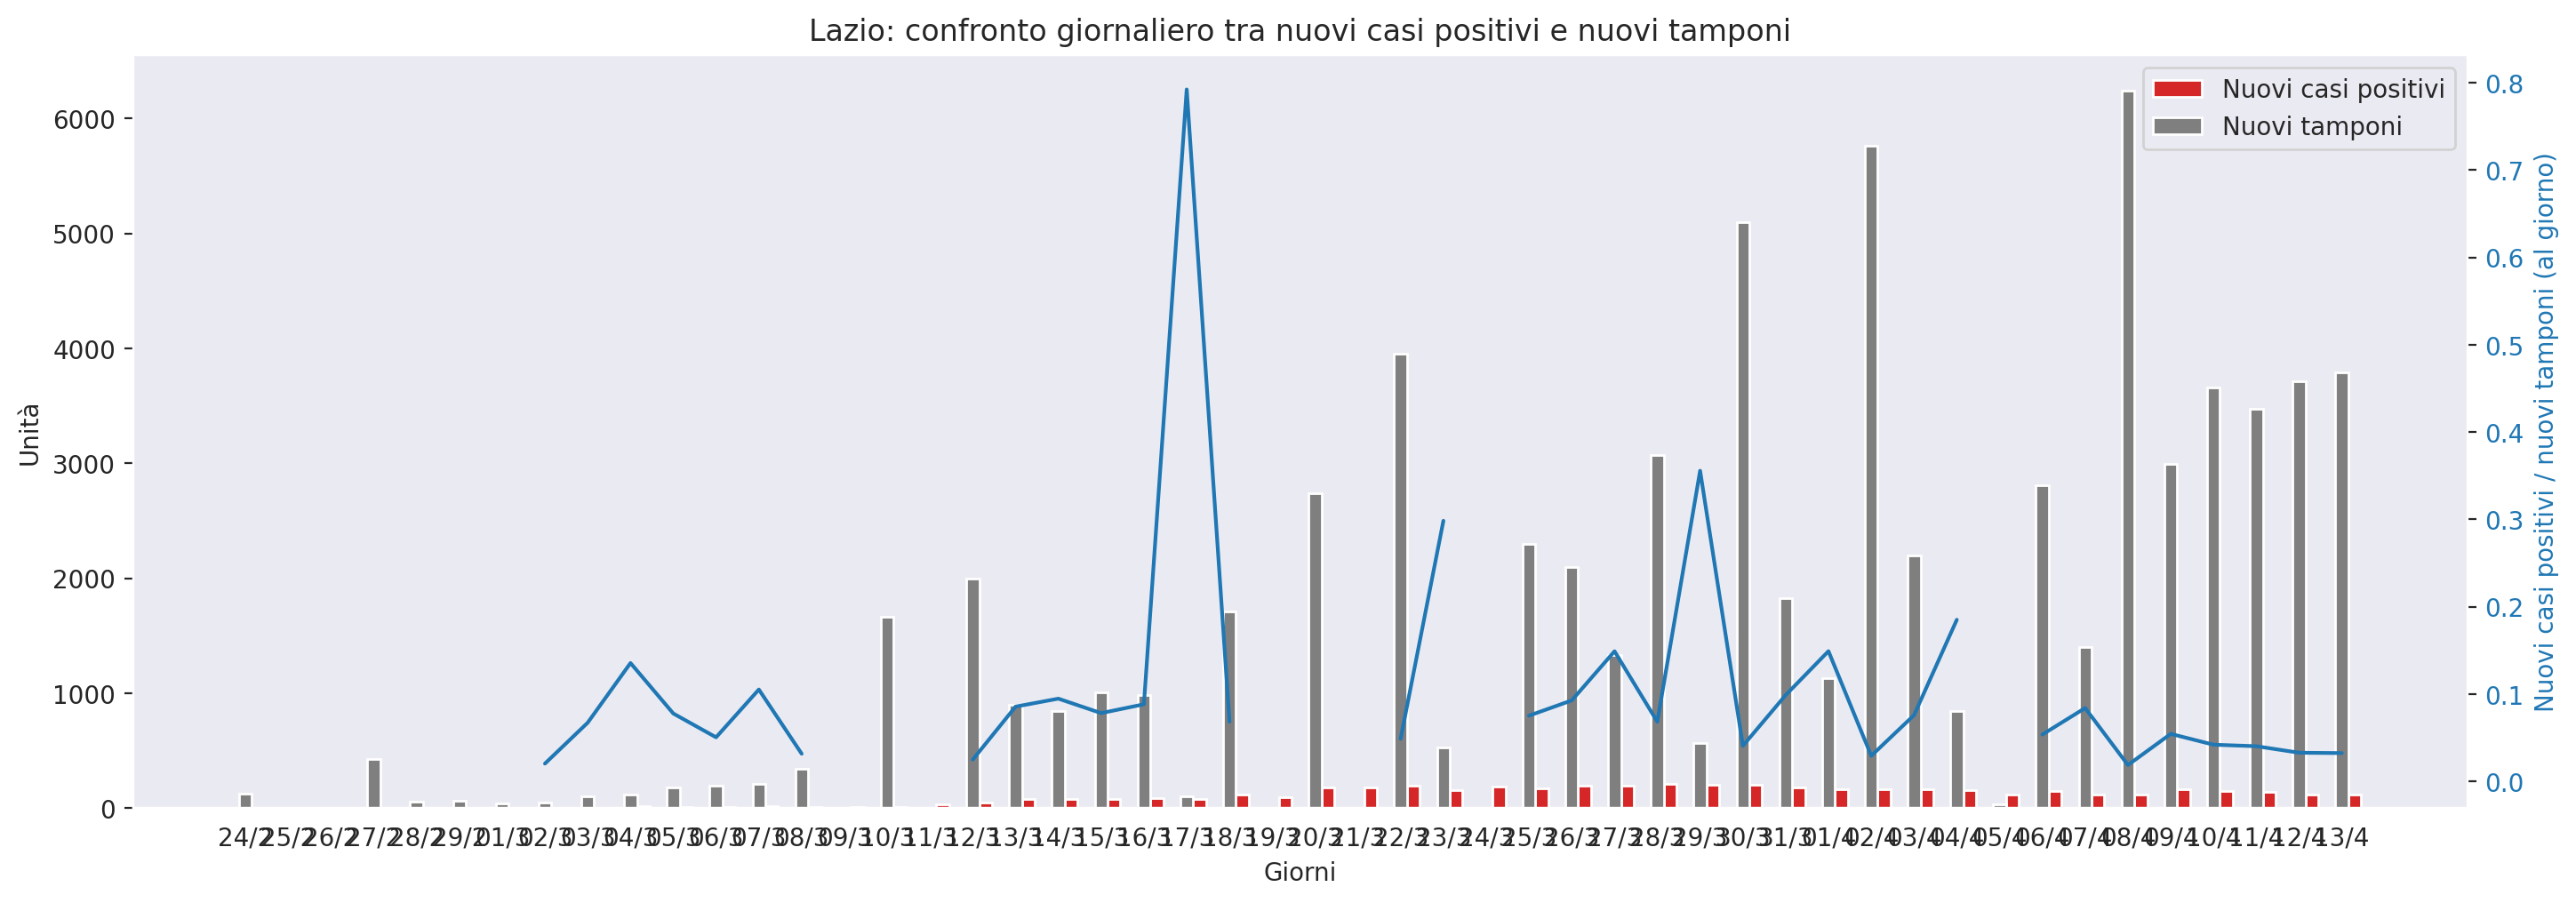 Lazio: confronto giornaliero tra nuovi casi positivi e nuovi tamponi
Nuovi casi positivi
Nuovi tamponi
Unità
6000
5000
4000
3000
2000
1000
0
0.8
0.7
0.6
0.5
0.4
0.3
0.2
0.1
0.0
Nuovi casi positivi / nuovi tamponi (al giorno)
24/2 25/2 26/2 27/2 28/2 29/2 01/3 02/3 03/3 04/3 05/3 06/3 07/3 08/3 09/3 10/3 11/3 12/3 13/3 14/3 15/3 16/3 17/3 18/3 19/3 20/3 21/3 22/3 23/3 24/3 25/3 26/3 27/3 28/3 29/3 30/3 31/3 01/4 02/4 03/4 04/4 05/4 06/4 07/4 08/4 09/4 10/4 11/4 12/4 13/4
Giorni